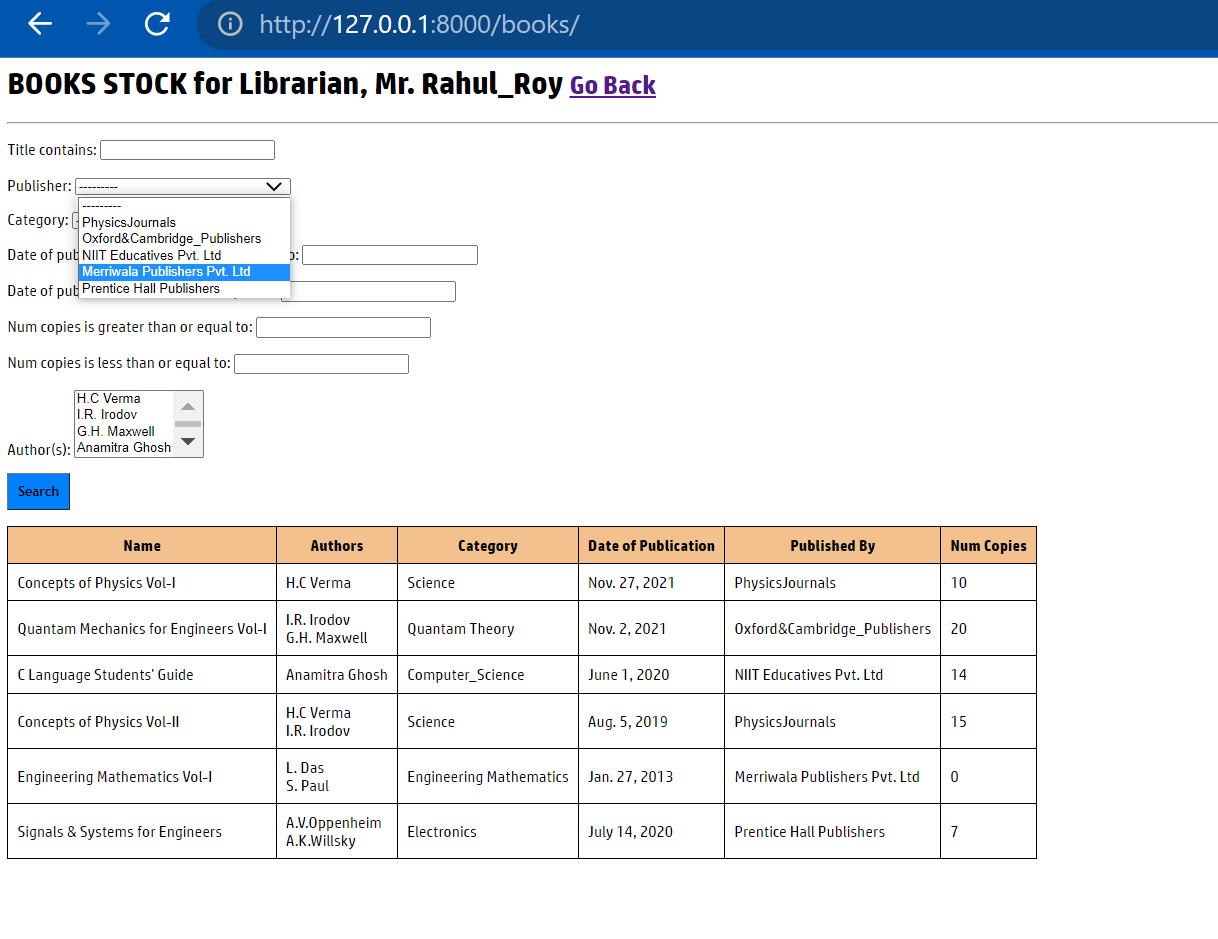 http://127.0.0.1:8000/books/
BOOKS STOCK for Librarian, Mr. Rahul_Roy Go Back
Title contains:
Publisher: ---------
---------
PhysicsJournals
Oxford&Cambridge_Publishers
NIIT Educatives Pvt. Ltd
Merriwala Publishers Pvt. Ltd
Prentice Hall Publishers
Category:
Date of pub
Date of pub
Num copies is greater than or equal to:
Num copies is less than or equal to:
Author(s):
H.C Verma
I.R. Irodov
G.H. Maxwell
Anamitra Ghosh
Search
Name Authors Category Date of Publication Published By Num Copies
Concepts of Physics Vol-I H.C Verma Science Nov. 27, 2021 PhysicsJournals 10
Quantam Mechanics for Engineers Vol-I I.R. Irodov G.H. Maxwell Quantam Theory Nov. 2, 2021 Oxford&Cambridge_Publishers 20
C Language Students' Guide Anamitra Ghosh Computer_Science June 1, 2020 NIIT Educatives Pvt. Ltd 14
Concepts of Physics Vol-II H.C Verma I.R. Irodov Science Aug. 5, 2019 PhysicsJournals 15
Engineering Mathematics Vol-I L. Das S. Paul Engineering Mathematics Jan. 27, 2013 Merriwala Publishers Pvt. Ltd 0
Signals & Systems for Engineers A.V.Oppenheim A.K.Willsky Electronics July 14, 2020 Prentice Hall Publishers 7